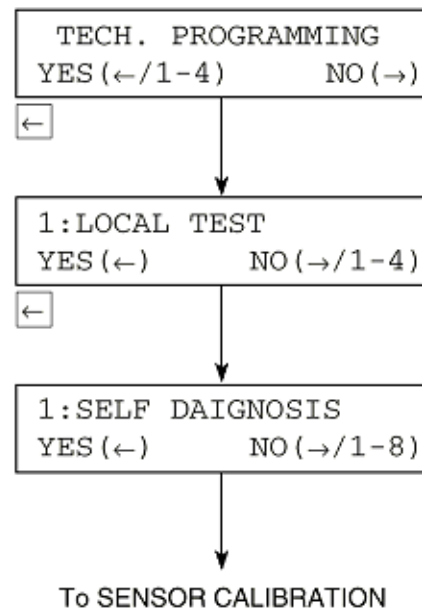 TECH. PROGRAMMING
YES(←/1-4) NO(→)
←
1:LOCAL TEST
YES(←) NO(→/1-4)
←
1:SELF DAIGNOSIS
YES(←) NO(→/1-8)
To SENSOR CALIBRATION